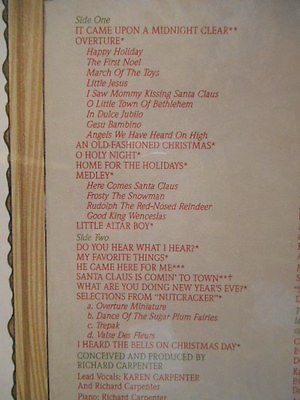 Side One
IT CAME UPON A MIDNIGHT CLEAR**
OVERTURE*
Happy Holiday
The First Noel
March Of The Toys
Little Jesus
I Saw Mommy Kissing Santa Claus
O Little Town Of Bethlehem
In Dulce Jubilo
Gesu Bambino
Angels We Have Heard On High
AN OLD-FASHIONED CHRISTMAS*
O HOLY NIGHT*
HOME FOR THE HOLIDAYS*
MEDLEY*
Here Comes Santa Claus
Frosty The Snowman
Rudolph The Red-Nosed Reindeer
Good King Wenceslas
LITTLE ALTAR BOY*
Side Two
DO YOU HEAR WHAT I HEAR?*
MY FAVORITE THINGS*
HE CAME HERE FOR ME***
SANTA CLAUS IS COMIN' TO TOWN**†
WHAT ARE YOU DOING NEW YEAR'S EVE?*
SELECTIONS FROM "NUTCRACKER"*
a. Overture Miniature
b. Dance Of The Sugar Plum Fairies
c. Trepak
d. Valse Des Fleurs
I HEARD THE BELLS ON CHRISTMAS DAY*
CONCEIVED AND PRODUCED BY
RICHARD CARPENTER
Lead Vocals: KAREN CARPENTER
And Richard Carpenter
Piano: Richard Carpenter